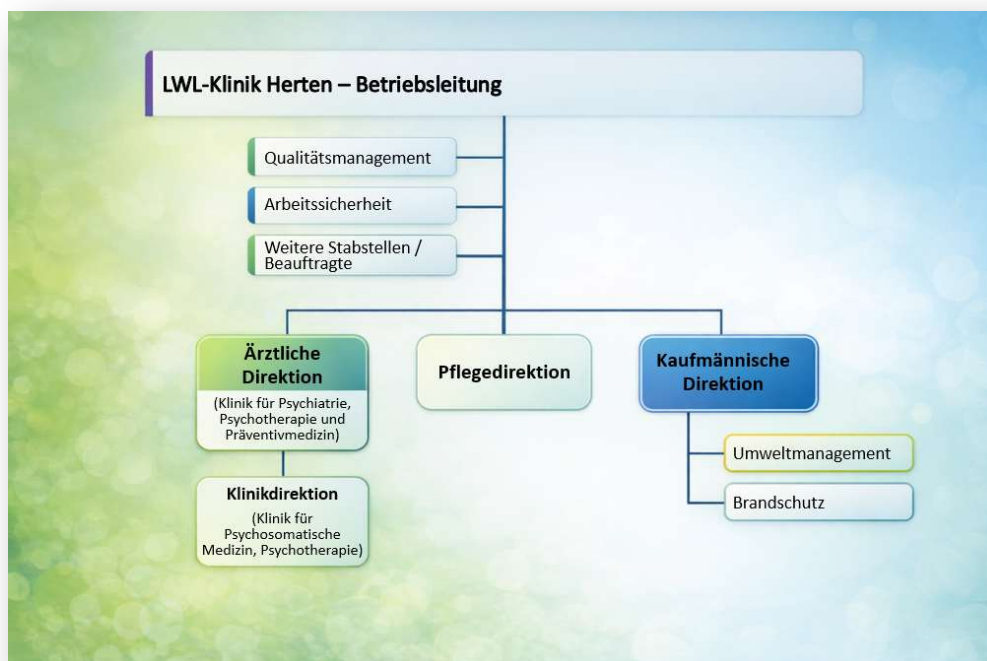 LWL-Klinik Herten – Betriebsleitung
Qualitätsmanagement
Arbeitssicherheit
Weitere Stabstellen /
Beauftragte
Ärztliche
Direktion
(Klinik für Psychiatrie,
Psychotherapie und
Präventivmedizin)
Pflegedirektion
Kaufmännische
Direktion
Klinikdirektion
(Klinik für
Psychosomatische
Medizin, Psychotherapie)
Umweltmanagement
Brandschutz